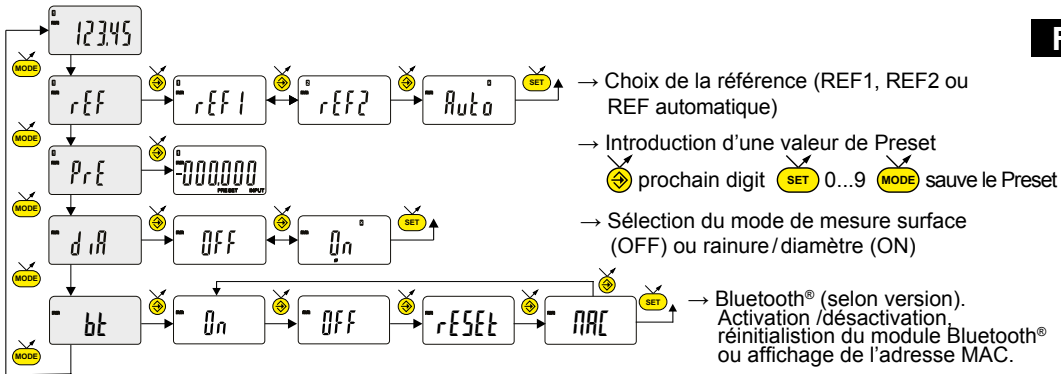 123.45
F
MODE
rEF
rEF1
rEF2
Auto
SET
→ Choix de la référence (REF1, REF2 ou
REF automatique)
MODE
PrE
-000.000
PRESET INPUT
→ Introduction d’une valeur de Preset
prochain digit SET 0...9 MODE sauve le Preset
MODE
diA
OFF
On
SET
→ Sélection du mode de mesure surface
(OFF) ou rainure / diamètre (ON)
MODE
bt
On
OFF
rESEt
MAC
SET
→ Bluetooth® (selon version).
Activation /désactivation,
réinitialistion du module Bluetooth®
ou affichage de l’adresse MAC.
MODE